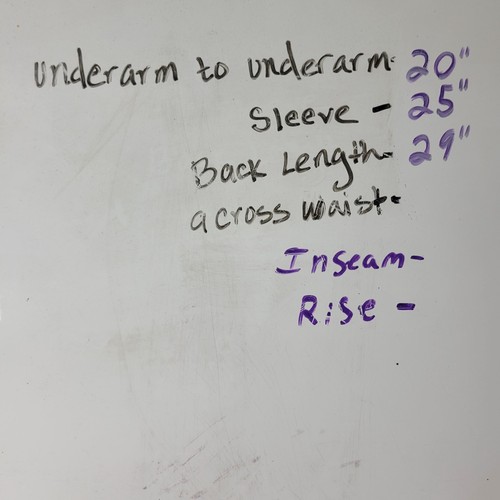 underarm to underarm- 20"
Sleeve - 25"
Back Length- 29"
across waist-
Inseam-
Rise -